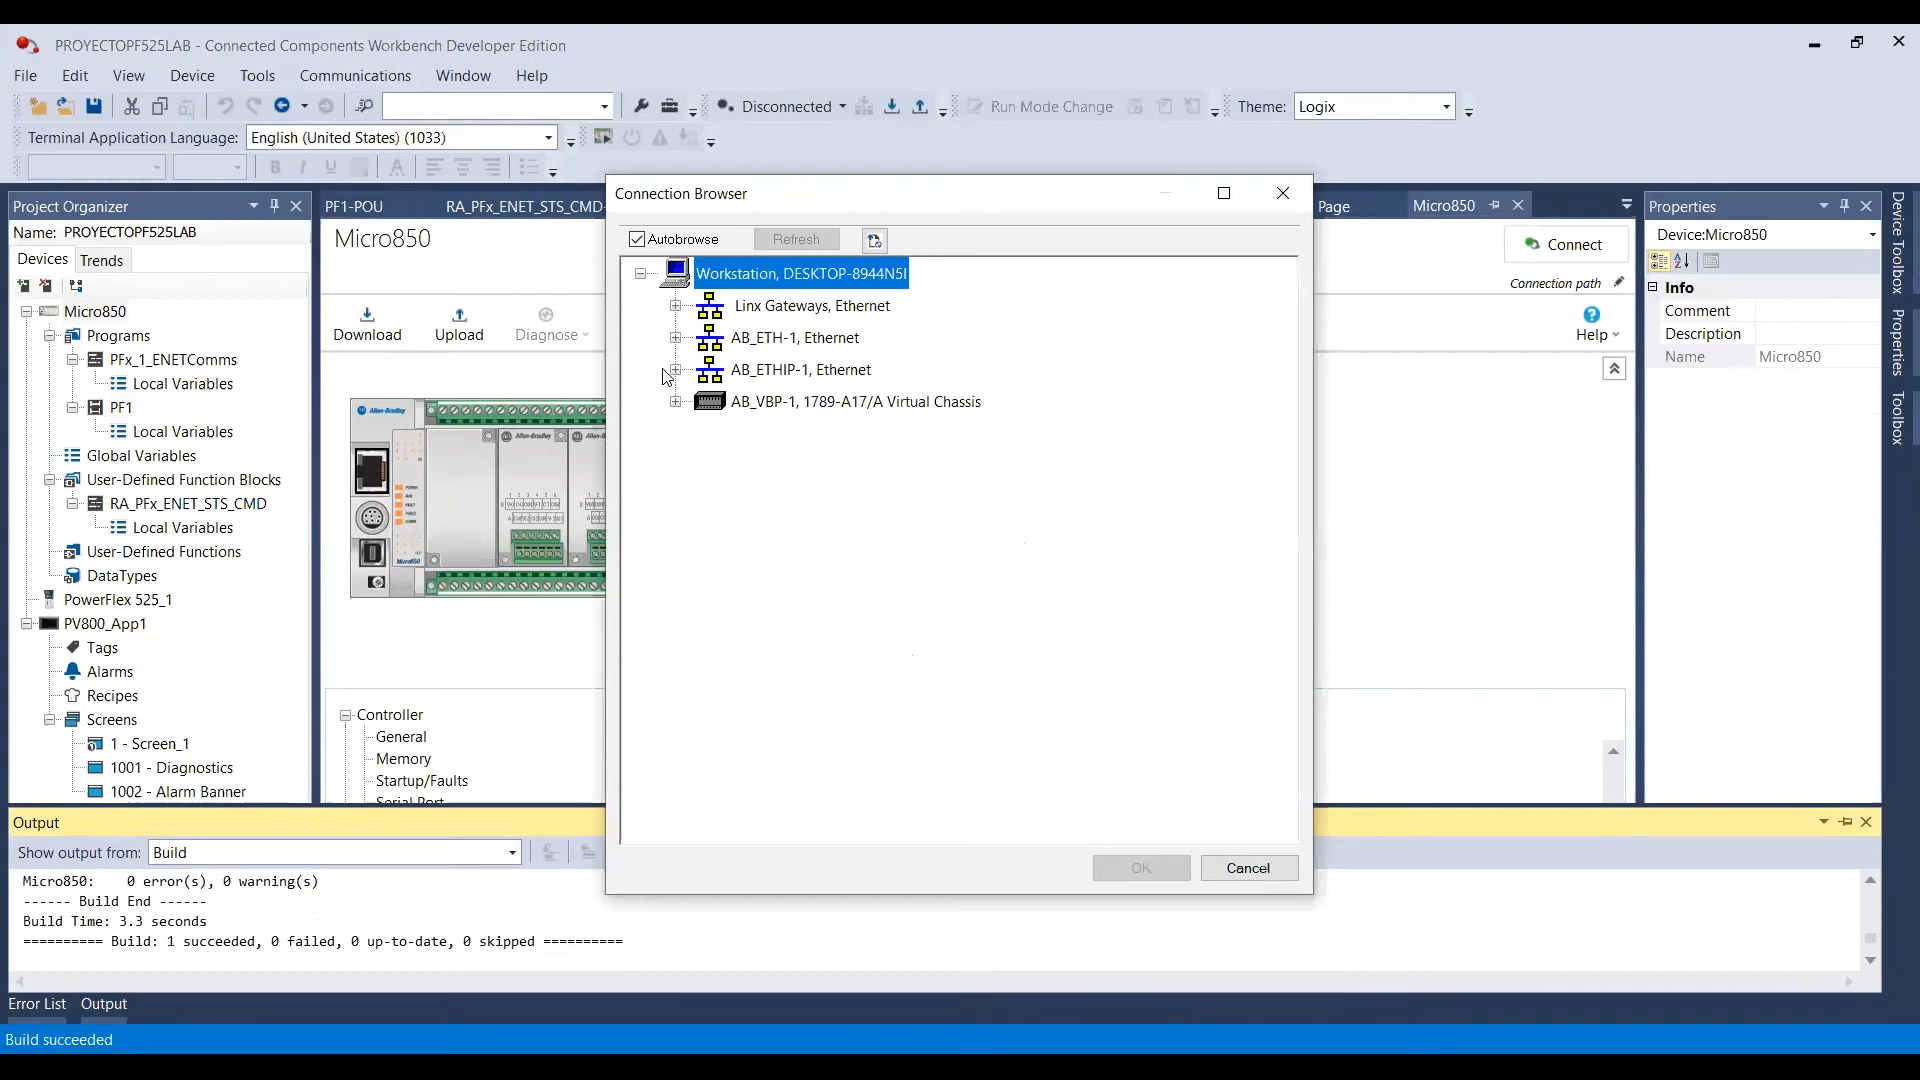 PROYECTOPF525LAB - Connected Components Workbench Developer Edition
File Edit View Device Tools Communications Window Help
Disconnected Run Mode Change Theme: Logix
Terminal Application Language: English (United States) (1033)
B I U A
Project Organizer
Name: PROYECTOPF525LAB
Devices Trends
Micro850
Programs
PFx_1_ENETComms
Local Variables
PF1
Local Variables
Global Variables
User-Defined Function Blocks
RA_PFx_ENET_STS_CMD
Local Variables
User-Defined Functions
DataTypes
PowerFlex 525_1
PV800_App1
Tags
Alarms
Recipes
Screens
1 - Screen_1
1001 - Diagnostics
1002 - Alarm Banner
PF1-POU RA_PFx_ENET_STS_CMD- Page Micro850
Micro850
Connect
Connection path
Download Upload Diagnose Help
Allen-Bradley
Allen-Bradley
Micro850
Controller
General
Memory
Startup/Faults
Serial Port
Connection Browser
Autobrowse Refresh
Workstation, DESKTOP-8944N5I
Linx Gateways, Ethernet
AB_ETH-1, Ethernet
AB_ETHIP-1, Ethernet
AB_VBP-1, 1789-A17/A Virtual Chassis
OK Cancel
Properties
Device:Micro850
Info
Comment
Description
Name Micro850
Device Toolbox
Properties
Toolbox
Output
Show output from: Build
Micro850: 0 error(s), 0 warning(s)
------ Build End ------
Build Time: 3.3 seconds
========== Build: 1 succeeded, 0 failed, 0 up-to-date, 0 skipped ==========
Error List Output
Build succeeded